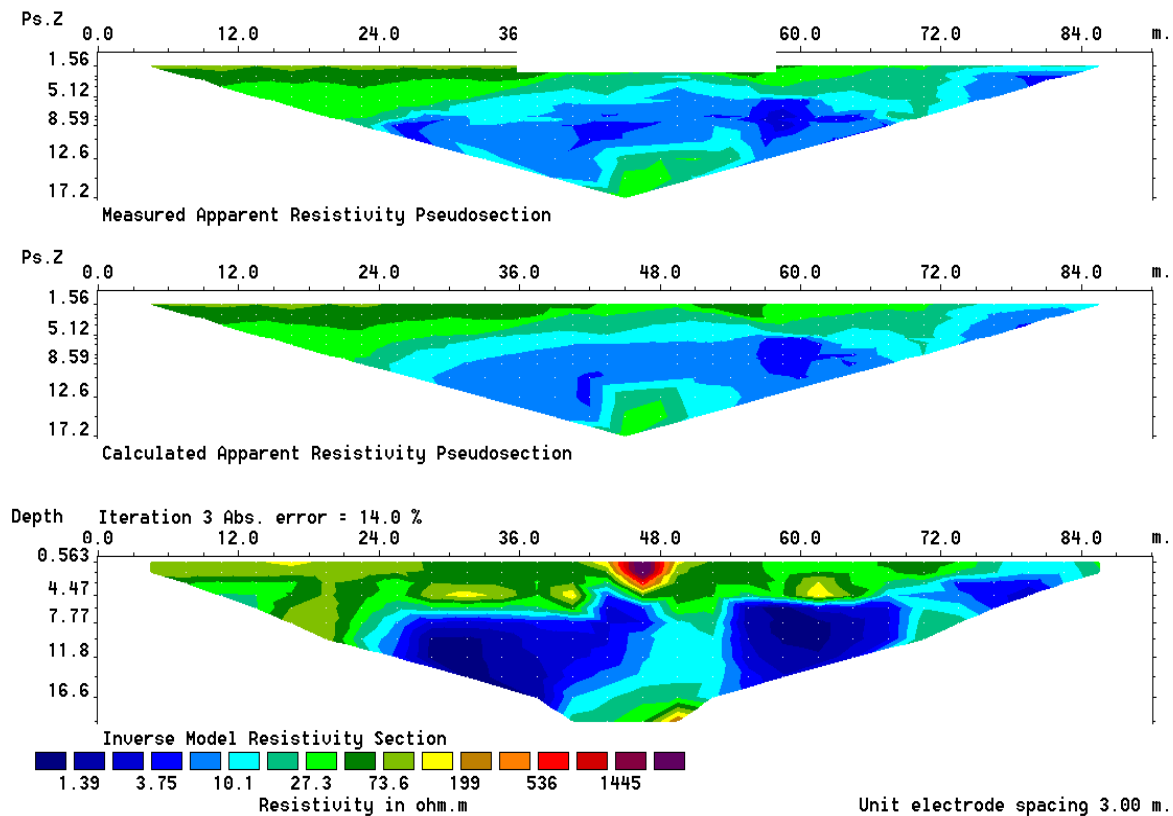 Ps.Z
0.0 12.0 24.0 36 60.0 72.0 84.0 m.
1.56
5.12
8.59
12.6
17.2
Measured Apparent Resistivity Pseudosection
Ps.Z
0.0 12.0 24.0 36.0 48.0 60.0 72.0 84.0 m.
1.56
5.12
8.59
12.6
17.2
Calculated Apparent Resistivity Pseudosection
Depth Iteration 3 Abs. error = 14.0 %
0.0 12.0 24.0 36.0 48.0 60.0 72.0 84.0 m.
0.563
4.47
7.77
11.8
16.6
Inverse Model Resistivity Section
1.39 3.75 10.1 27.3 73.6 199 536 1445
Resistivity in ohm.m Unit electrode spacing 3.00 m.